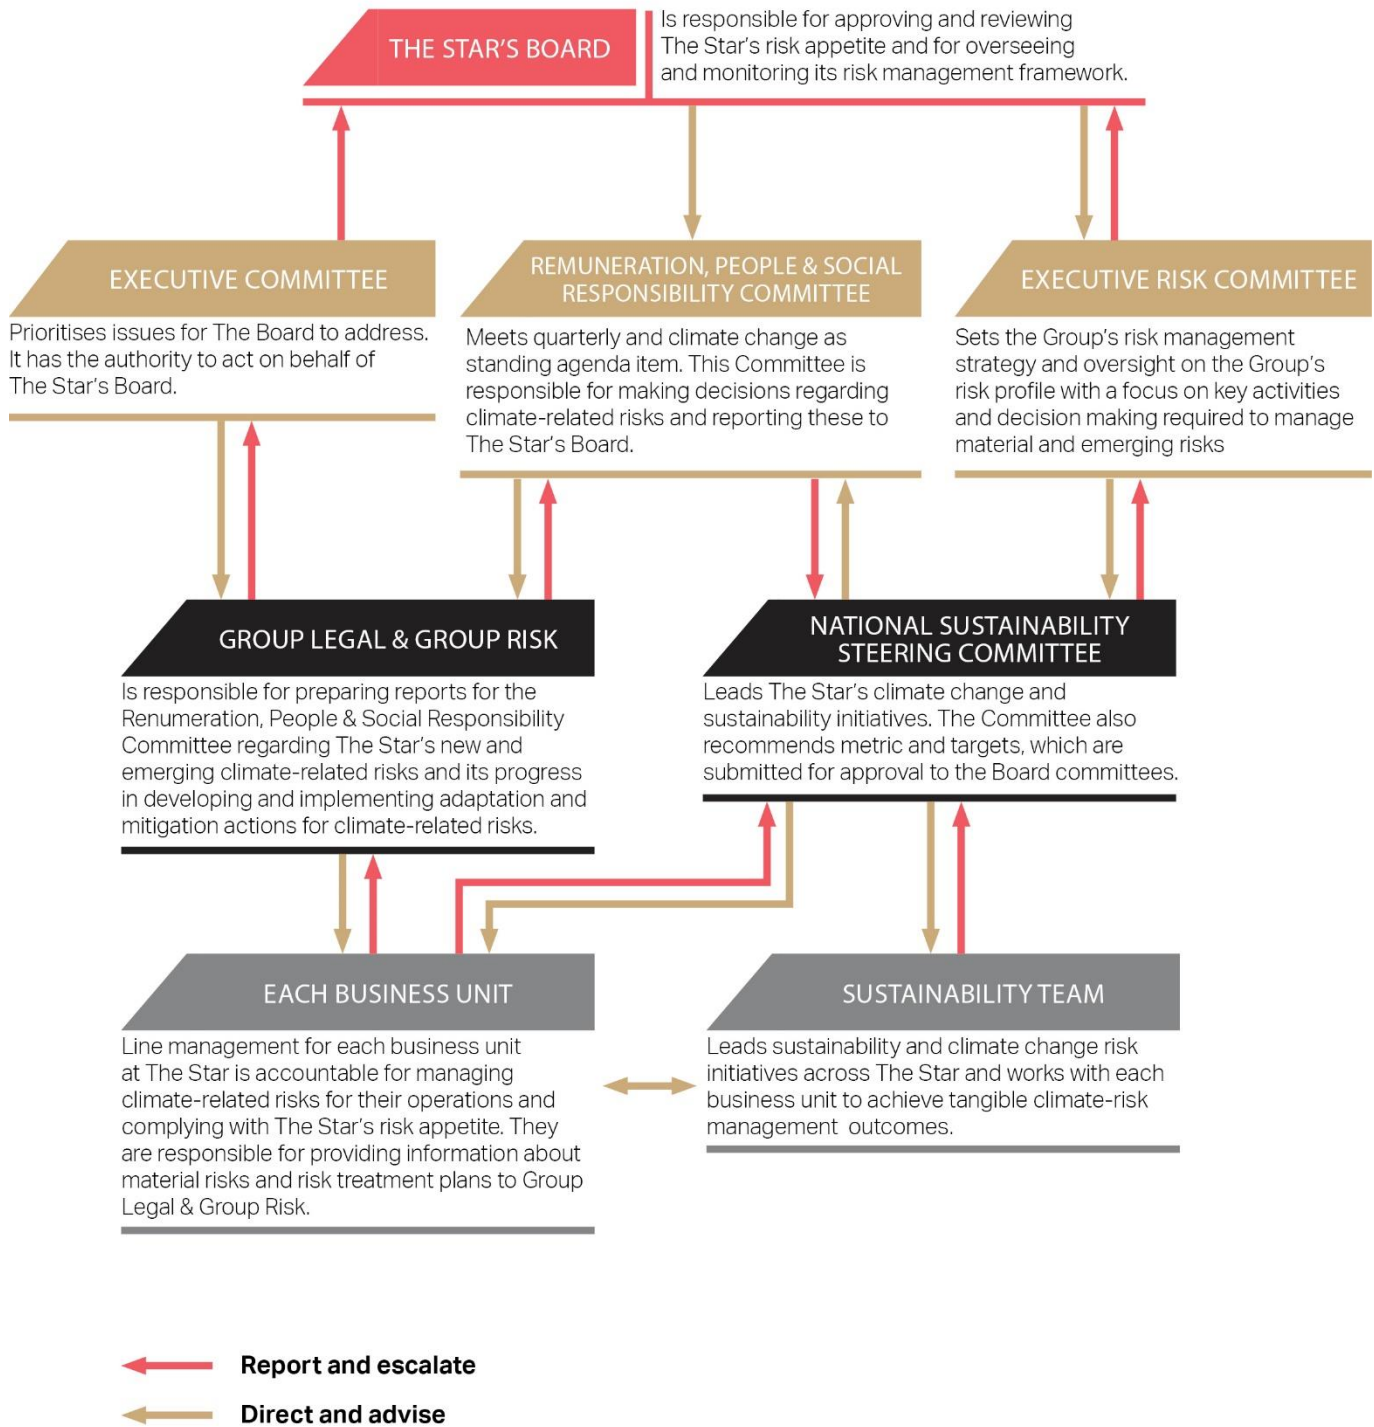 THE STAR'S BOARD
Is responsible for approving and reviewing
The Star's risk appetite and for overseeing
and monitoring its risk management framework.
EXECUTIVE COMMITTEE
Prioritises issues for The Board to address.
It has the authority to act on behalf of
The Star's Board.
REMUNERATION, PEOPLE & SOCIAL
RESPONSIBILITY COMMITTEE
Meets quarterly and climate change as
standing agenda item. This Committee is
responsible for making decisions regarding
climate-related risks and reporting these to
The Star's Board.
EXECUTIVE RISK COMMITTEE
Sets the Group's risk management
strategy and oversight on the Group's
risk profile with a focus on key activities
and decision making required to manage
material and emerging risks
GROUP LEGAL & GROUP RISK
Is responsible for preparing reports for the
Renumeration, People & Social Responsibility
Committee regarding The Star's new and
emerging climate-related risks and its progress
in developing and implementing adaptation and
mitigation actions for climate-related risks.
NATIONAL SUSTAINABILITY
STEERING COMMITTEE
Leads The Star's climate change and
sustainability initiatives. The Committee also
recommends metric and targets, which are
submitted for approval to the Board committees.
EACH BUSINESS UNIT
Line management for each business unit
at The Star is accountable for managing
climate-related risks for their operations and
complying with The Star's risk appetite. They
are responsible for providing information about
material risks and risk treatment plans to Group
Legal & Group Risk.
SUSTAINABILITY TEAM
Leads sustainability and climate change risk
initiatives across The Star and works with each
business unit to achieve tangible climate-risk
management outcomes.
Report and escalate
Direct and advise